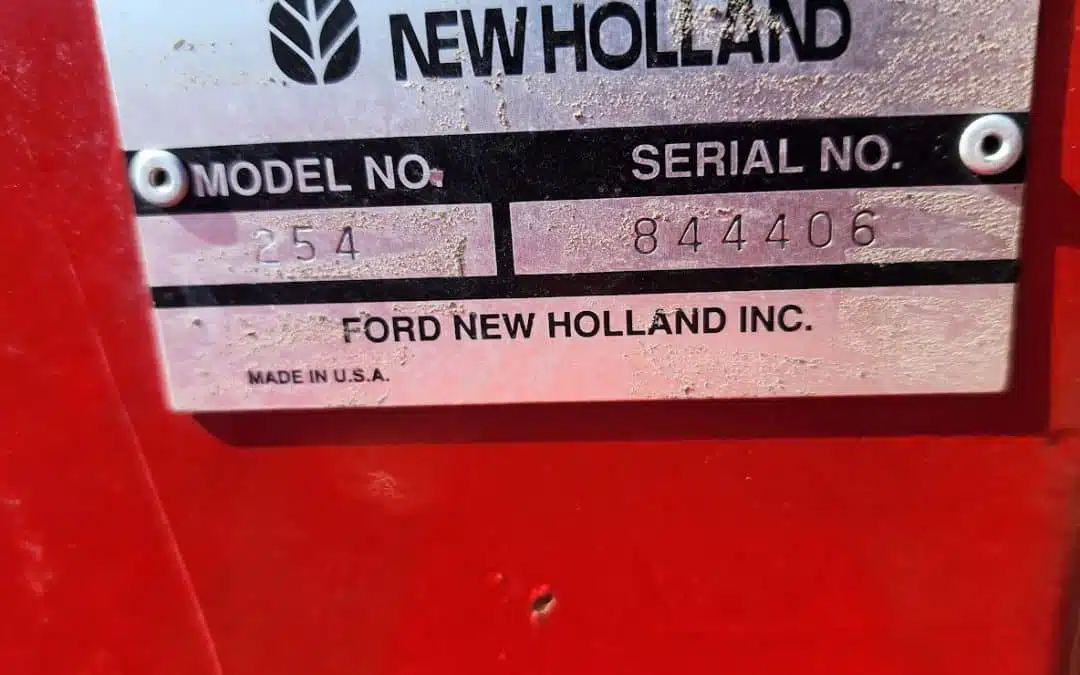 NEW HOLLAND
MODEL NO. SERIAL NO.
254 844406
FORD NEW HOLLAND INC.
MADE IN U.S.A.